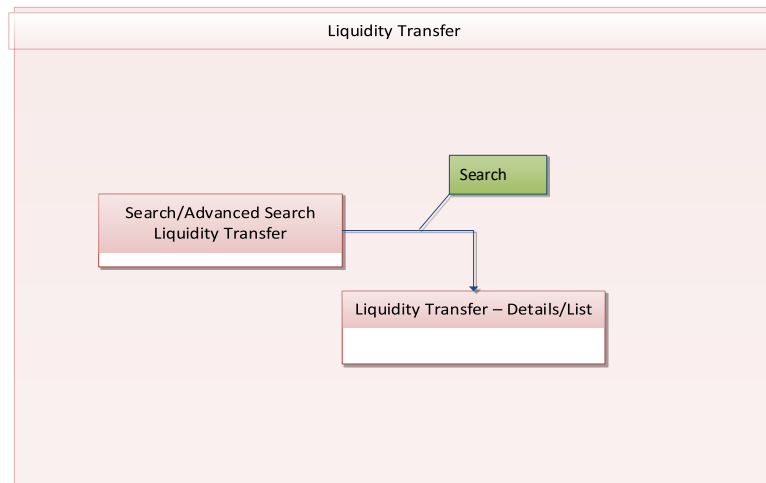 Liquidity Transfer
Search
Search/Advanced Search
Liquidity Transfer
Liquidity Transfer – Details/List